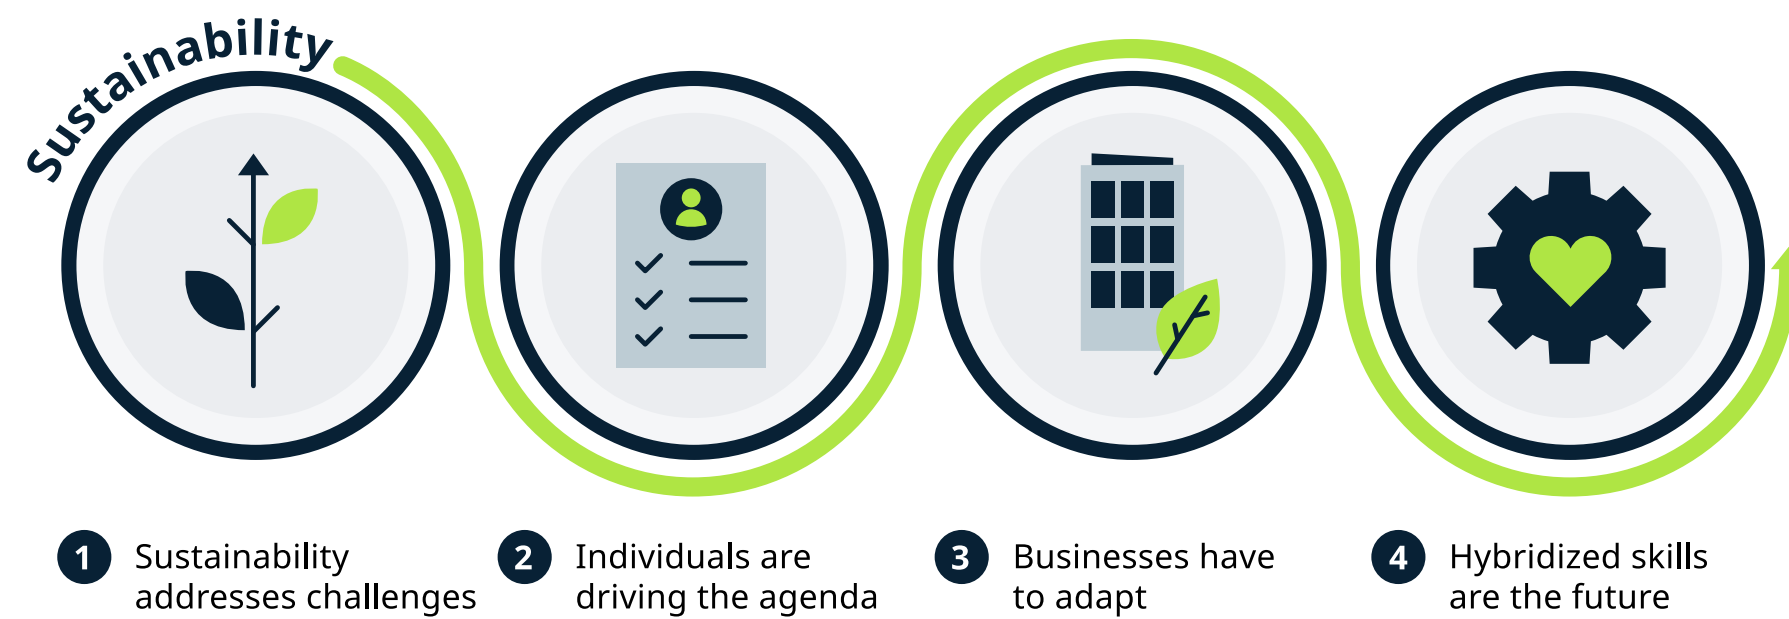 Sustainability
1 Sustainability
addresses challenges
2 Individuals are
driving the agenda
3 Businesses have
to adapt
4 Hybridized skills
are the future